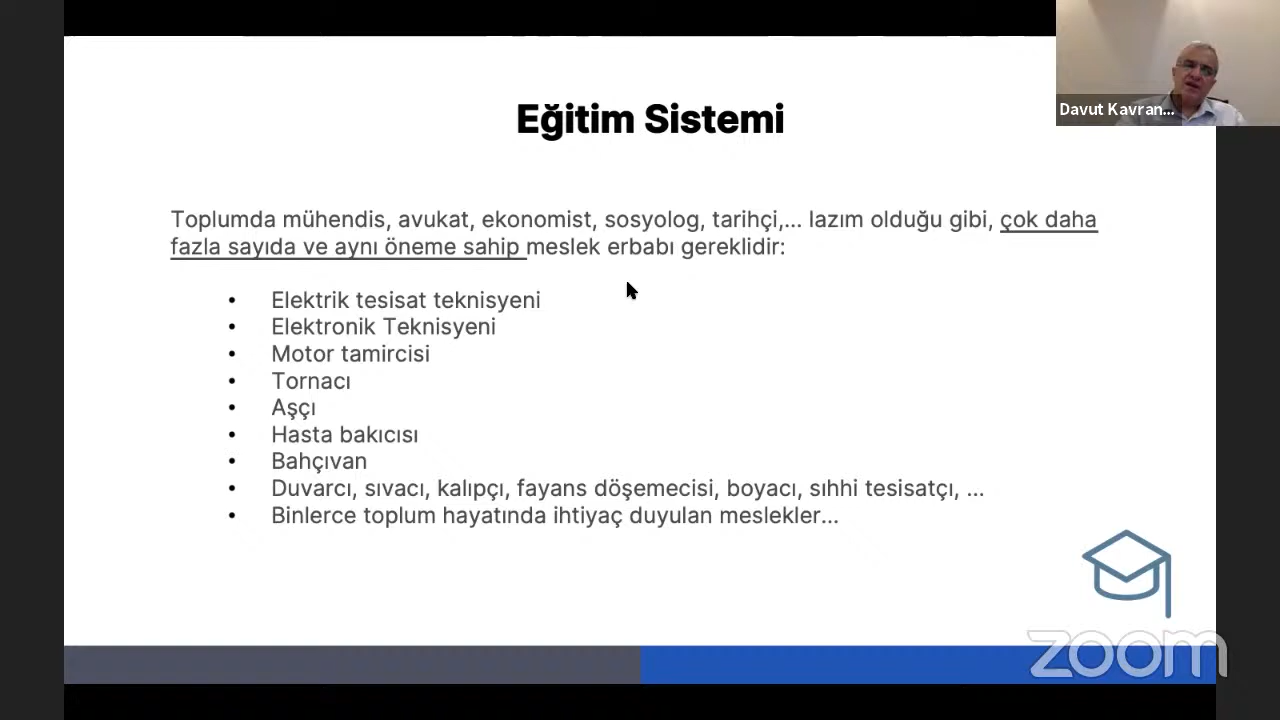 Davut Kavran...
Eğitim Sistemi
Toplumda mühendis, avukat, ekonomist, sosyolog, tarihçi,... lazım olduğu gibi, çok daha
fazla sayıda ve aynı öneme sahip meslek erbabı gereklidir:
• Elektrik tesisat teknisyeni
• Elektronik Teknisyeni
• Motor tamircisi
• Tornacı
• Aşçı
• Hasta bakıcısı
• Bahçıvan
• Duvarcı, sıvacı, kalıpçı, fayans döşemecisi, boyacı, sıhhi tesisatçı, ...
• Binlerce toplum hayatında ihtiyaç duyulan meslekler...
zoom